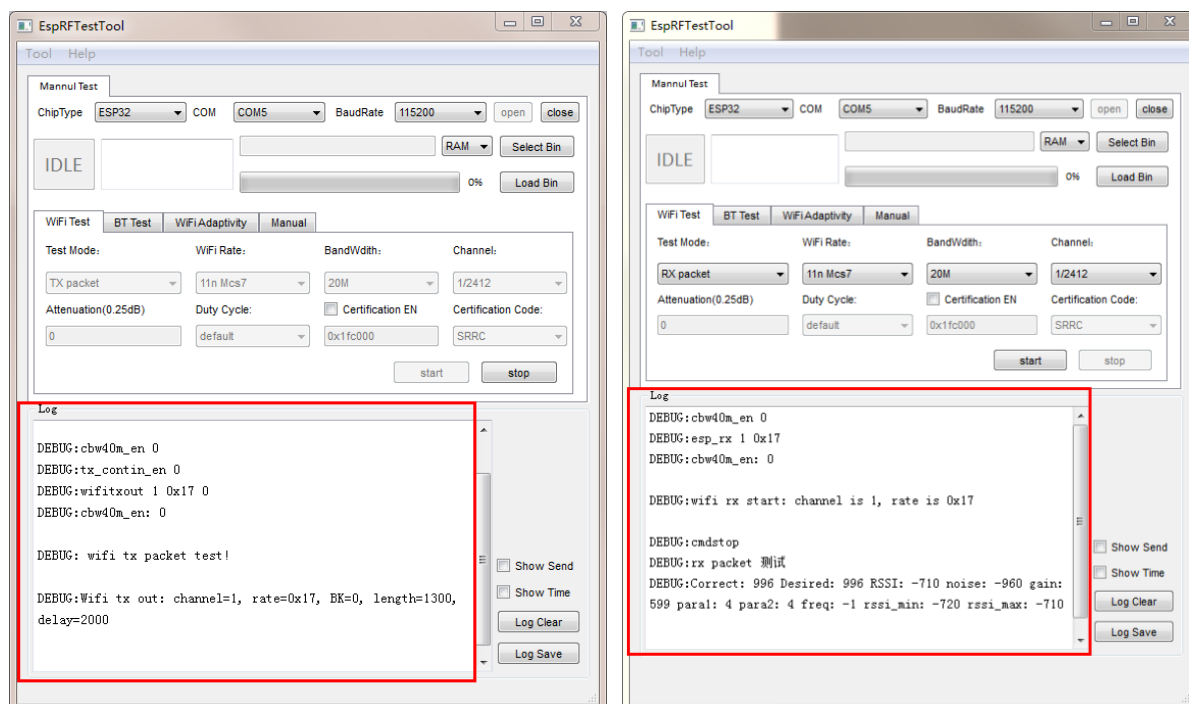 EspRFTestTool
Tool Help
Mannul Test
ChipType ESP32 COM COM5 BaudRate 115200 open close
IDLE
RAM Select Bin
0% Load Bin
WiFi Test BT Test WiFi Adaptivity Manual
Test Mode: WiFi Rate: BandWdith: Channel:
TX packet 11n Mcs7 20M 1/2412
Attenuation(0.25dB) Duty Cycle: Certification EN Certification Code:
0 default 0x1fc000 SRRC
start stop
Log
DEBUG:cbw40m_en 0
DEBUG:tx_contin_en 0
DEBUG:wifitxout 1 0x17 0
DEBUG:cbw40m_en: 0
DEBUG: wifi tx packet test!
DEBUG:Wifi tx out: channel=1, rate=0x17, BK=0, length=1300,
delay=2000
Show Send
Show Time
Log Clear
Log Save
EspRFTestTool
Tool Help
Mannul Test
ChipType ESP32 COM COM5 BaudRate 115200 open close
IDLE
RAM Select Bin
0% Load Bin
WiFi Test BT Test WiFi Adaptivity Manual
Test Mode: WiFi Rate: BandWdith: Channel:
RX packet 11n Mcs7 20M 1/2412
Attenuation(0.25dB) Duty Cycle: Certification EN Certification Code:
0 default 0x1fc000 SRRC
start stop
Log
DEBUG:cbw40m_en 0
DEBUG:esp_rx 1 0x17
DEBUG:cbw40m_en: 0
DEBUG:wifi rx start: channel is 1, rate is 0x17
DEBUG:cmdstop
DEBUG:rx packet 测试
DEBUG:Correct: 996 Desired: 996 RSSI: -710 noise: -960 gain:
599 para1: 4 para2: 4 freq: -1 rssi_min: -720 rssi_max: -710
Show Send
Show Time
Log Clear
Log Save